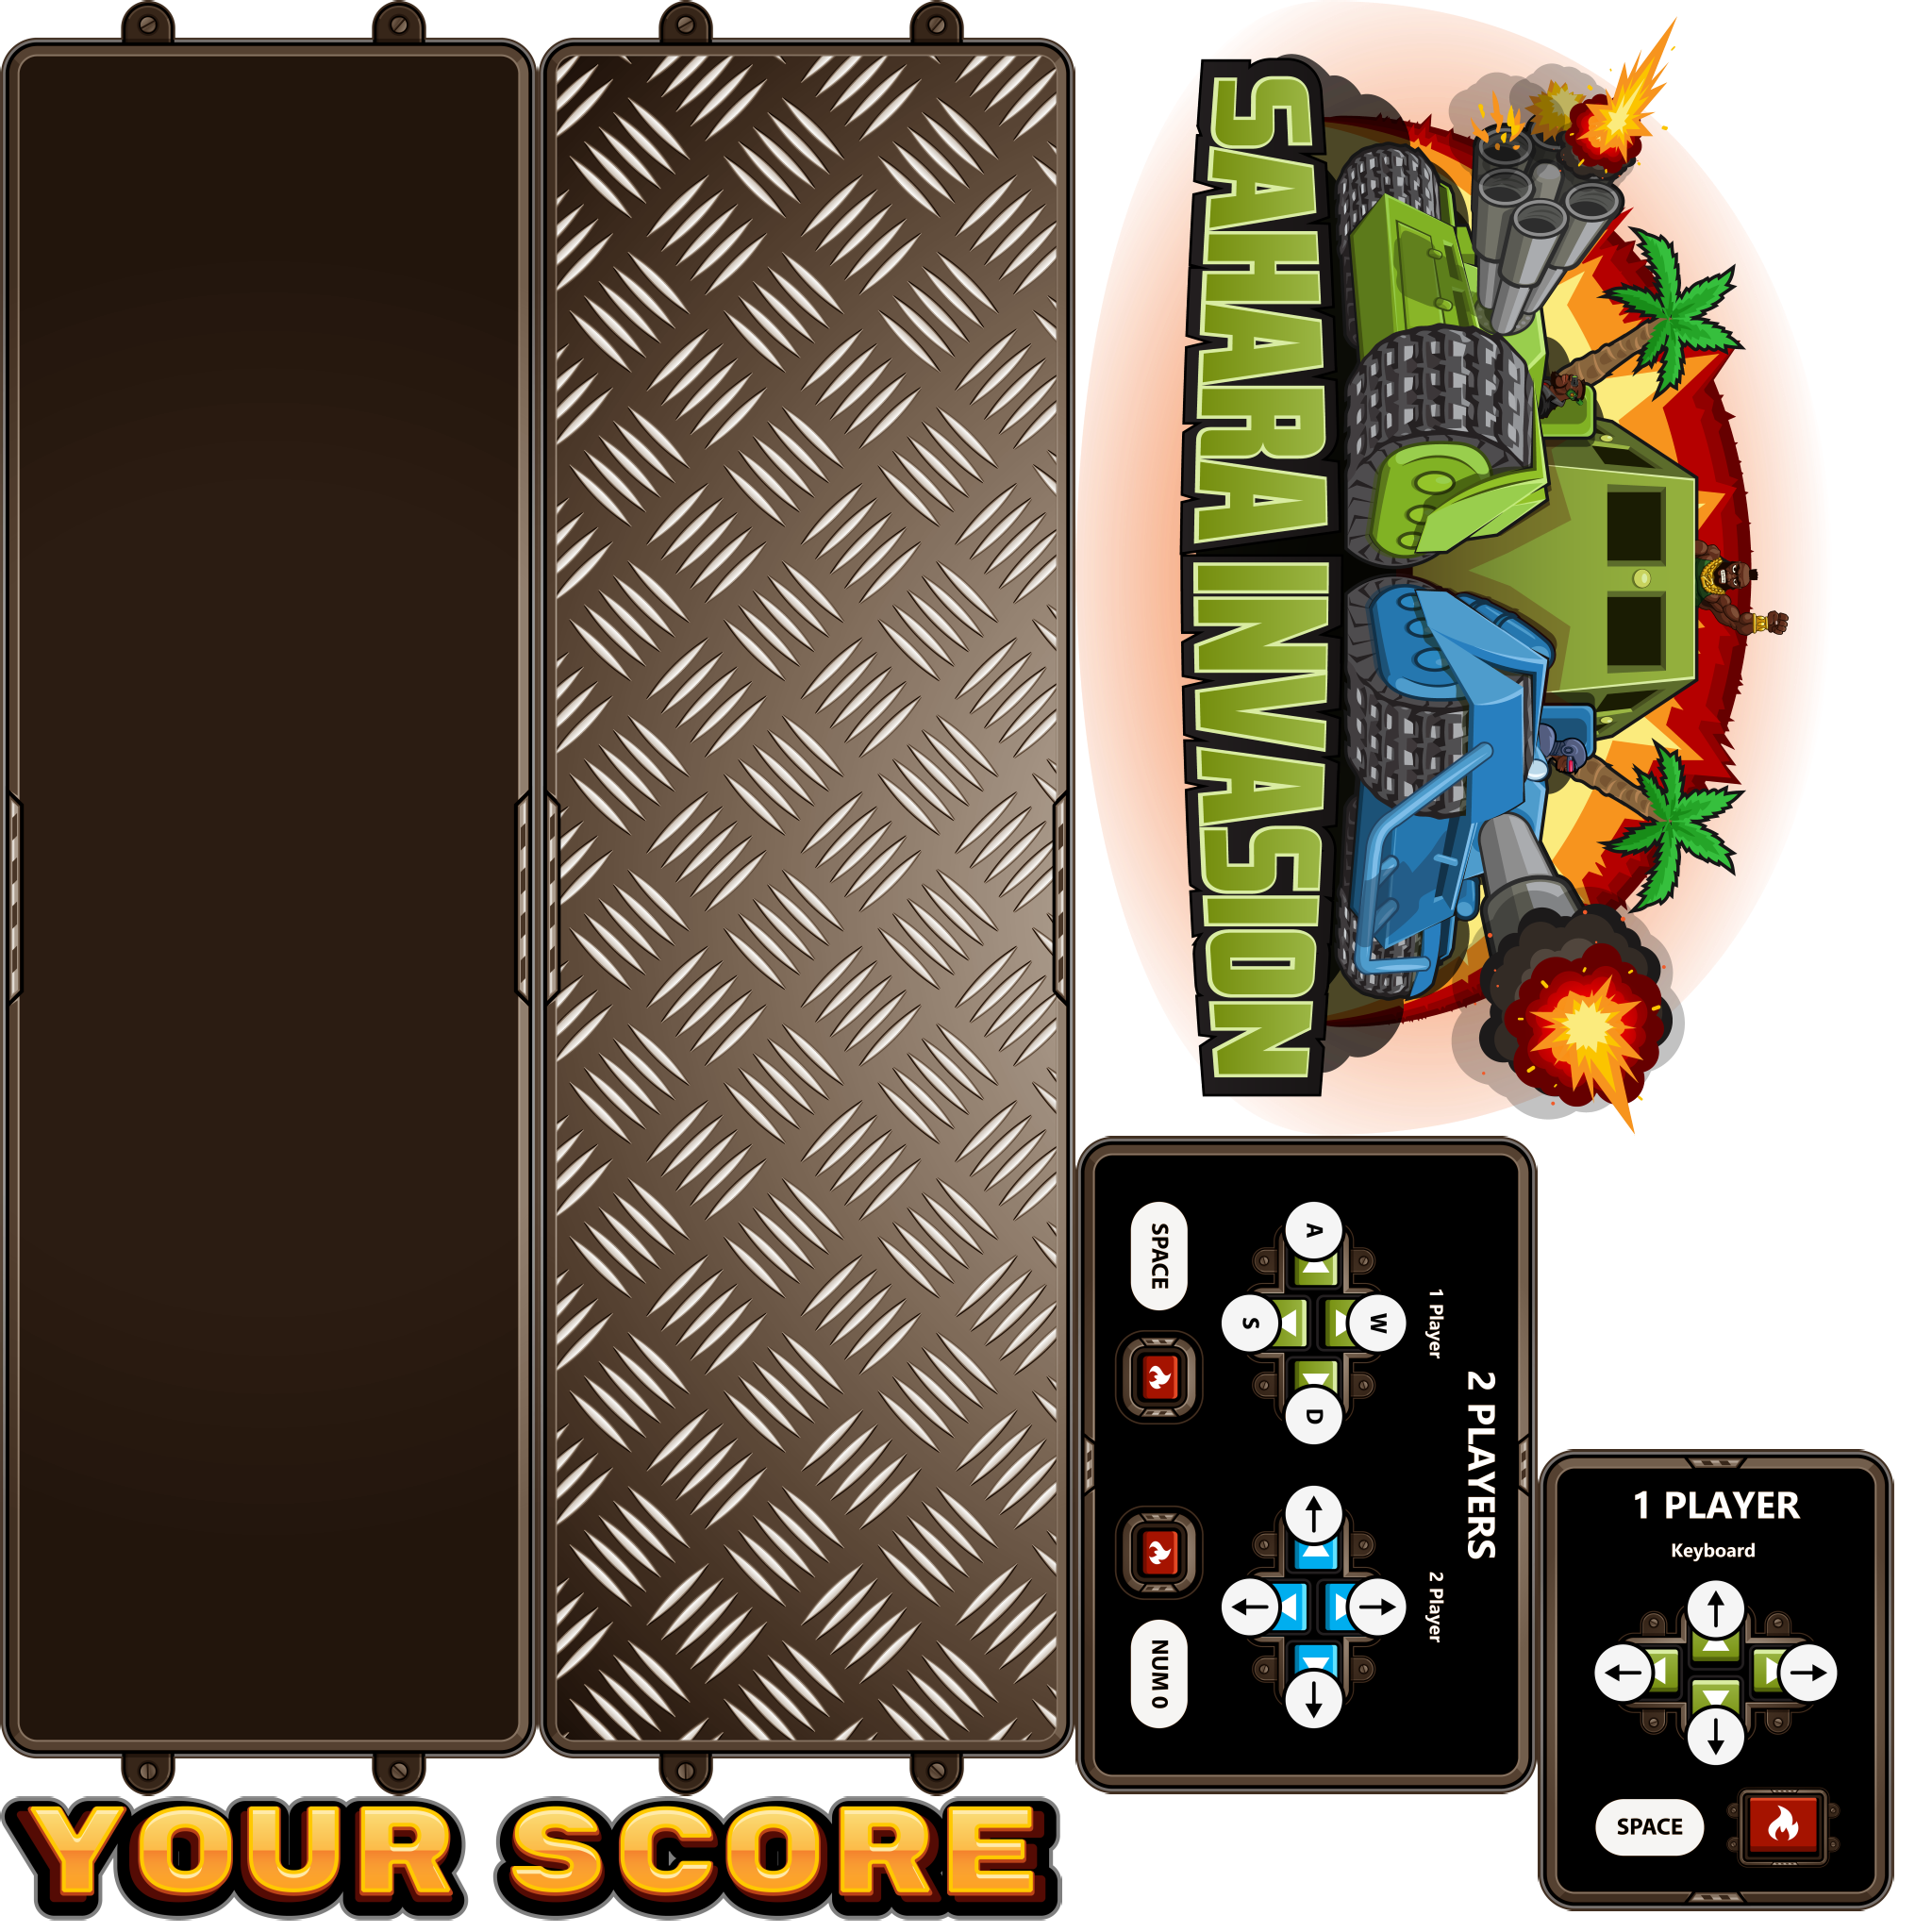 SAHARA INVASION
2 PLAYERS
1 Player
2 Player
W
A
D
S
SPACE
NUM 0
1 PLAYER
Keyboard
SPACE
YOUR SCORE